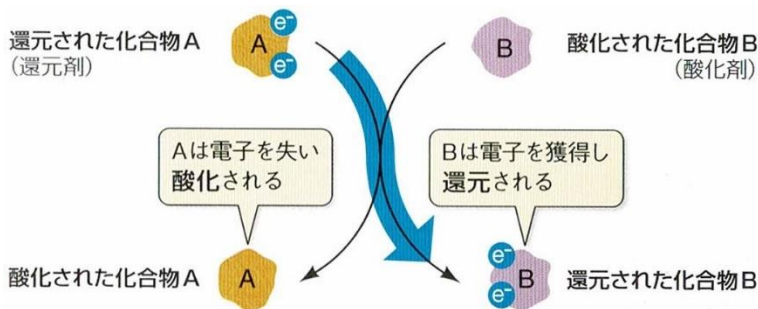 還元された化合物A
(還元剤)
A
e⁻
e⁻
B
酸化された化合物B
(酸化剤)
Aは電子を失い
酸化される
Bは電子を獲得し
還元される
酸化された化合物A
A
e⁻
e⁻
B
還元された化合物B